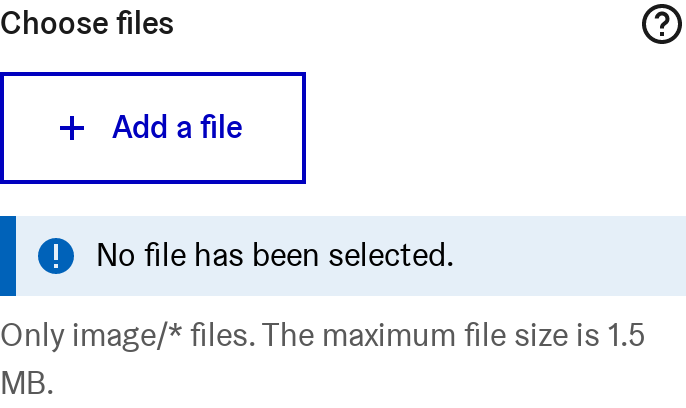 Choose files
+ Add a file
No file has been selected.
Only image/* files. The maximum file size is 1.5
MB.